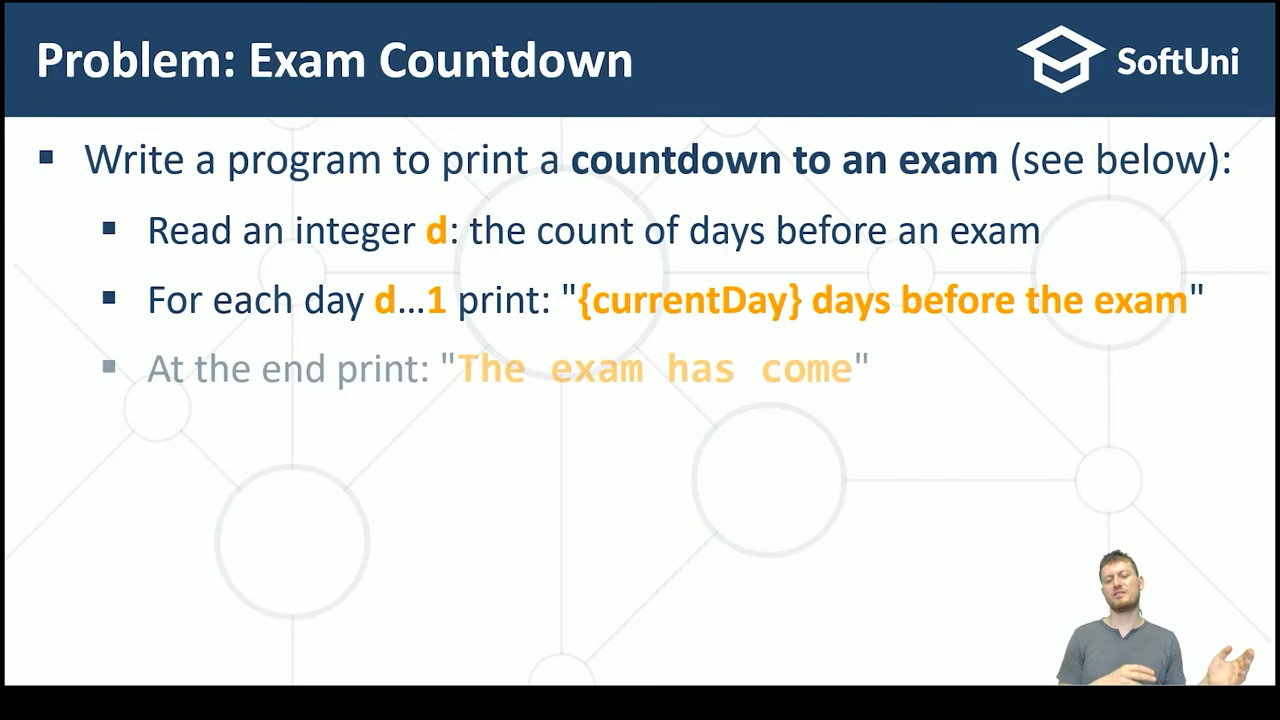 Problem: Exam Countdown
SoftUni
▪ Write a program to print a countdown to an exam (see below):
▪ Read an integer d: the count of days before an exam
▪ For each day d…1 print: "{currentDay} days before the exam"
▪ At the end print: "The exam has come"